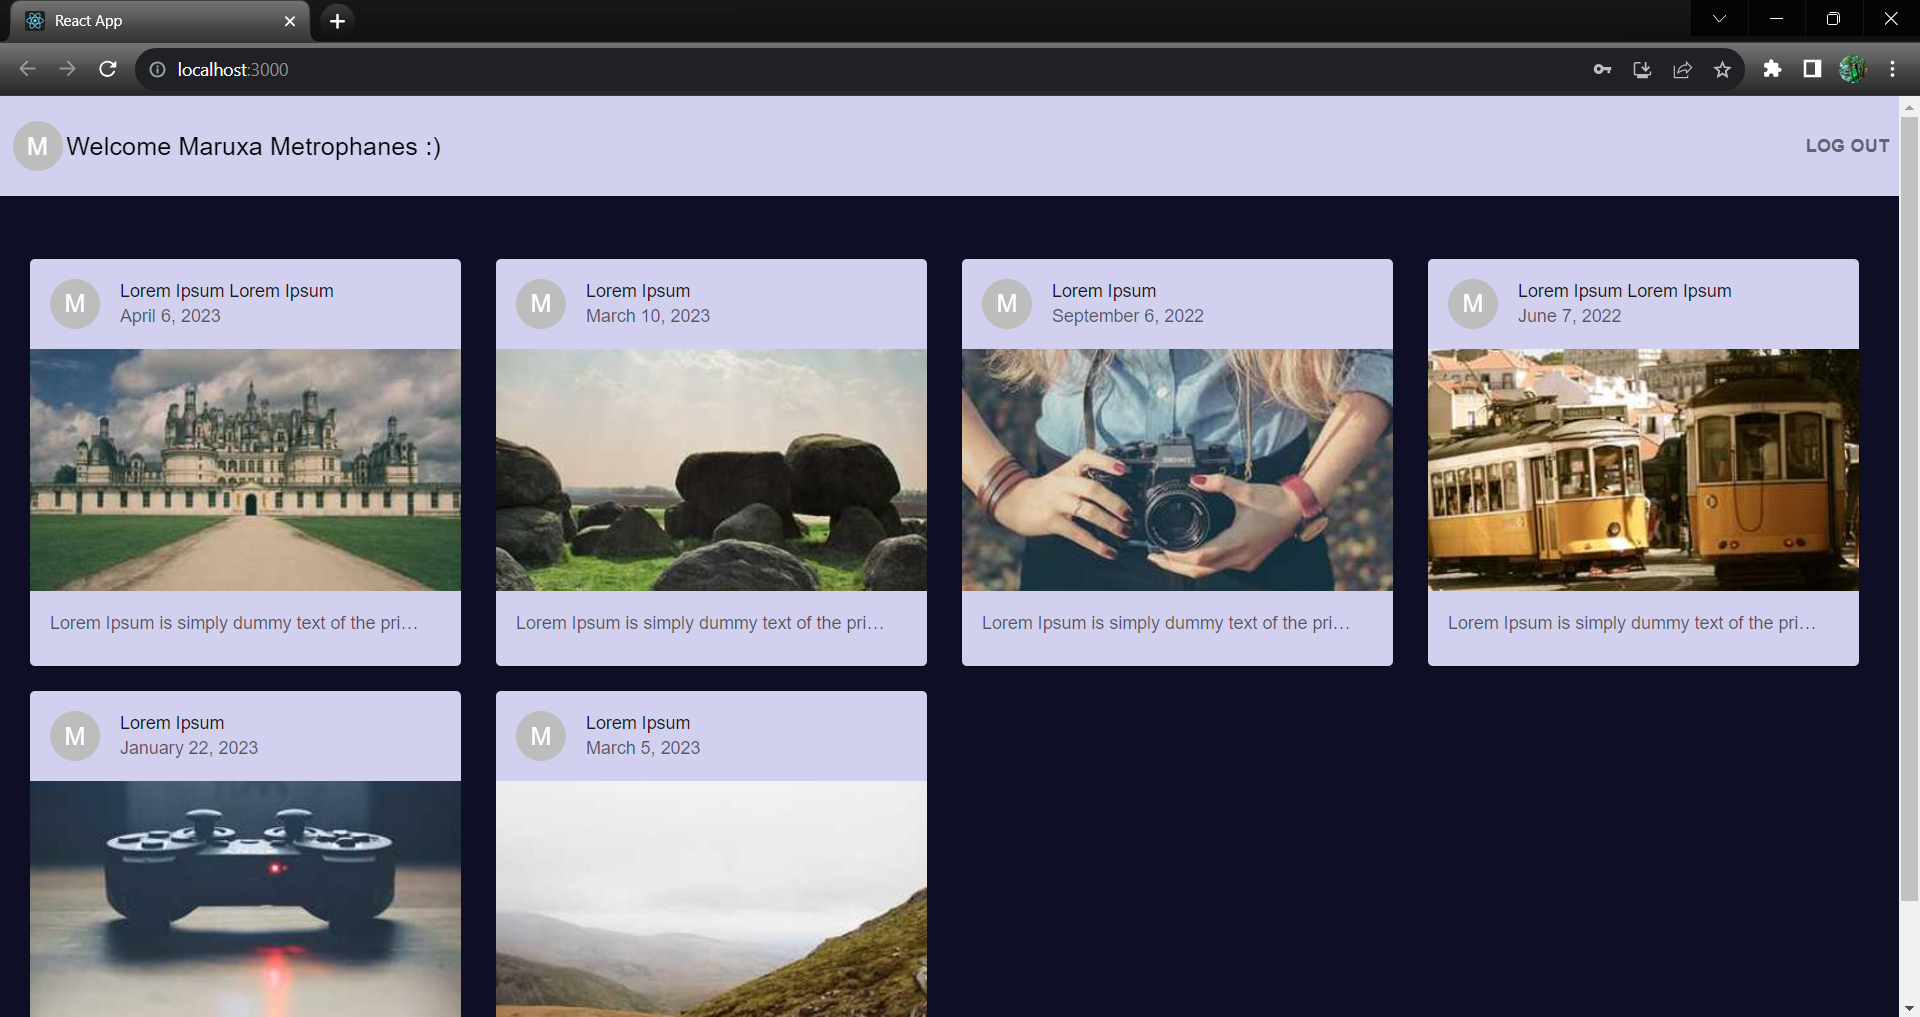 React App
localhost:3000
M Welcome Maruxa Metrophanes :)
LOG OUT
M
Lorem Ipsum Lorem Ipsum
April 6, 2023
Lorem Ipsum is simply dummy text of the pri...
M
Lorem Ipsum
March 10, 2023
Lorem Ipsum is simply dummy text of the pri...
M
Lorem Ipsum
September 6, 2022
Lorem Ipsum is simply dummy text of the pri...
M
Lorem Ipsum Lorem Ipsum
June 7, 2022
Lorem Ipsum is simply dummy text of the pri...
M
Lorem Ipsum
January 22, 2023
M
Lorem Ipsum
March 5, 2023